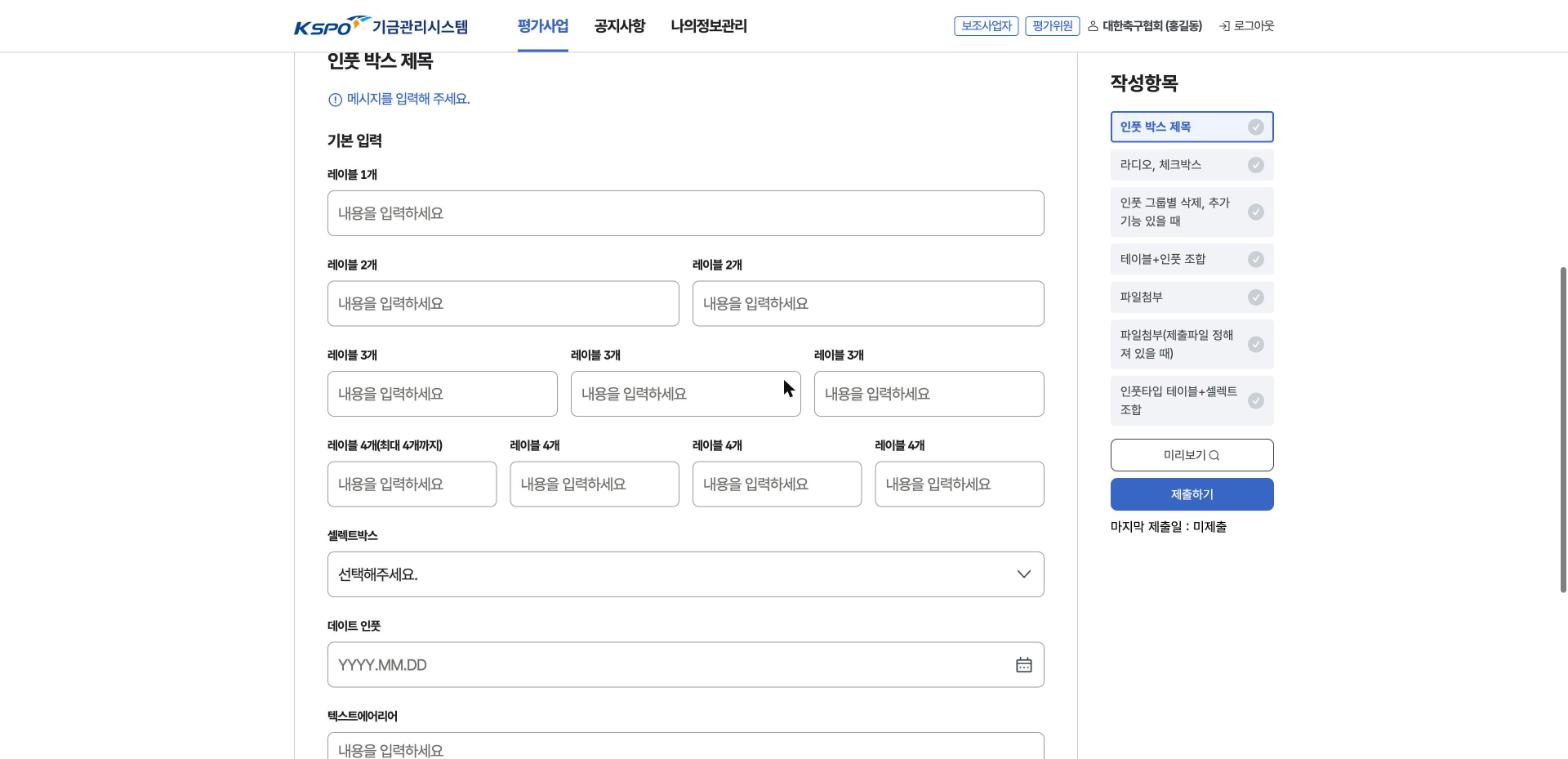 KSPO 기금관리시스템
평가사업 공지사항 나의정보관리
보조사업자 평가위원 대한축구협회 (홍길동) 로그아웃
인풋 박스 제목
메시지를 입력해 주세요.
기본 입력
레이블 1개
내용을 입력하세요
레이블 2개 레이블 2개
내용을 입력하세요 내용을 입력하세요
레이블 3개 레이블 3개 레이블 3개
내용을 입력하세요 내용을 입력하세요 내용을 입력하세요
레이블 4개(최대 4개까지) 레이블 4개 레이블 4개 레이블 4개
내용을 입력하세요 내용을 입력하세요 내용을 입력하세요 내용을 입력하세요
셀렉트박스
선택해주세요.
데이트 인풋
YYYY.MM.DD
텍스트에어리어
내용을 입력하세요
작성항목
인풋 박스 제목
라디오, 체크박스
인풋 그룹별 삭제, 추가
기능 있을 때
테이블+인풋 조합
파일첨부
파일첨부(제출파일 정해
져 있을 때)
인풋타입 테이블+셀렉트
조합
미리보기
제출하기
마지막 제출일 : 미제출